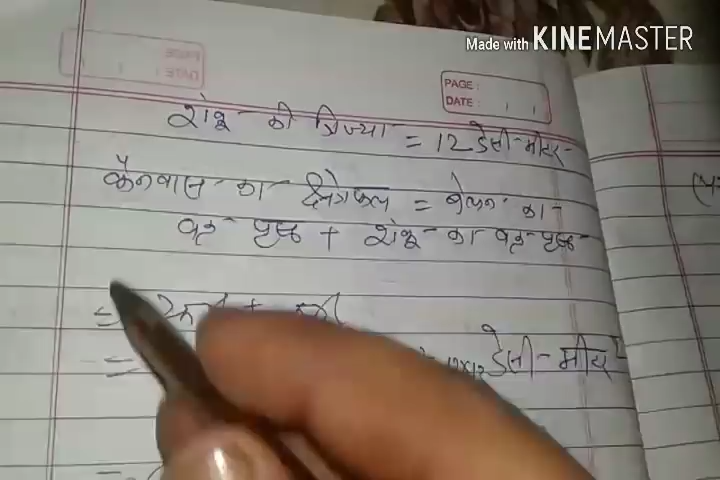 Made with KINEMASTER
PAGE:
DATE:
शंकू की त्रिज्या = 12 डेसी-मीटर
कैनवास का क्षेत्रफल = बेलन का
वक्र पृष्ठ + शंकू का वक्र पृष्ठ
=
= डेसी-मीटर²